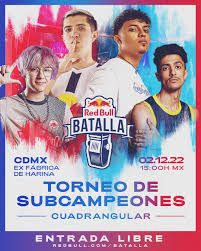 Red Bull
BATALLA
CDMX
EX FÁBRICA
DE HARINA
02.12.22
15:00H MX
TORNEO DE
SUBCAMPEONES
CUADRANGULAR
ENTRADA LIBRE
REDBULL.COM/BATALLA